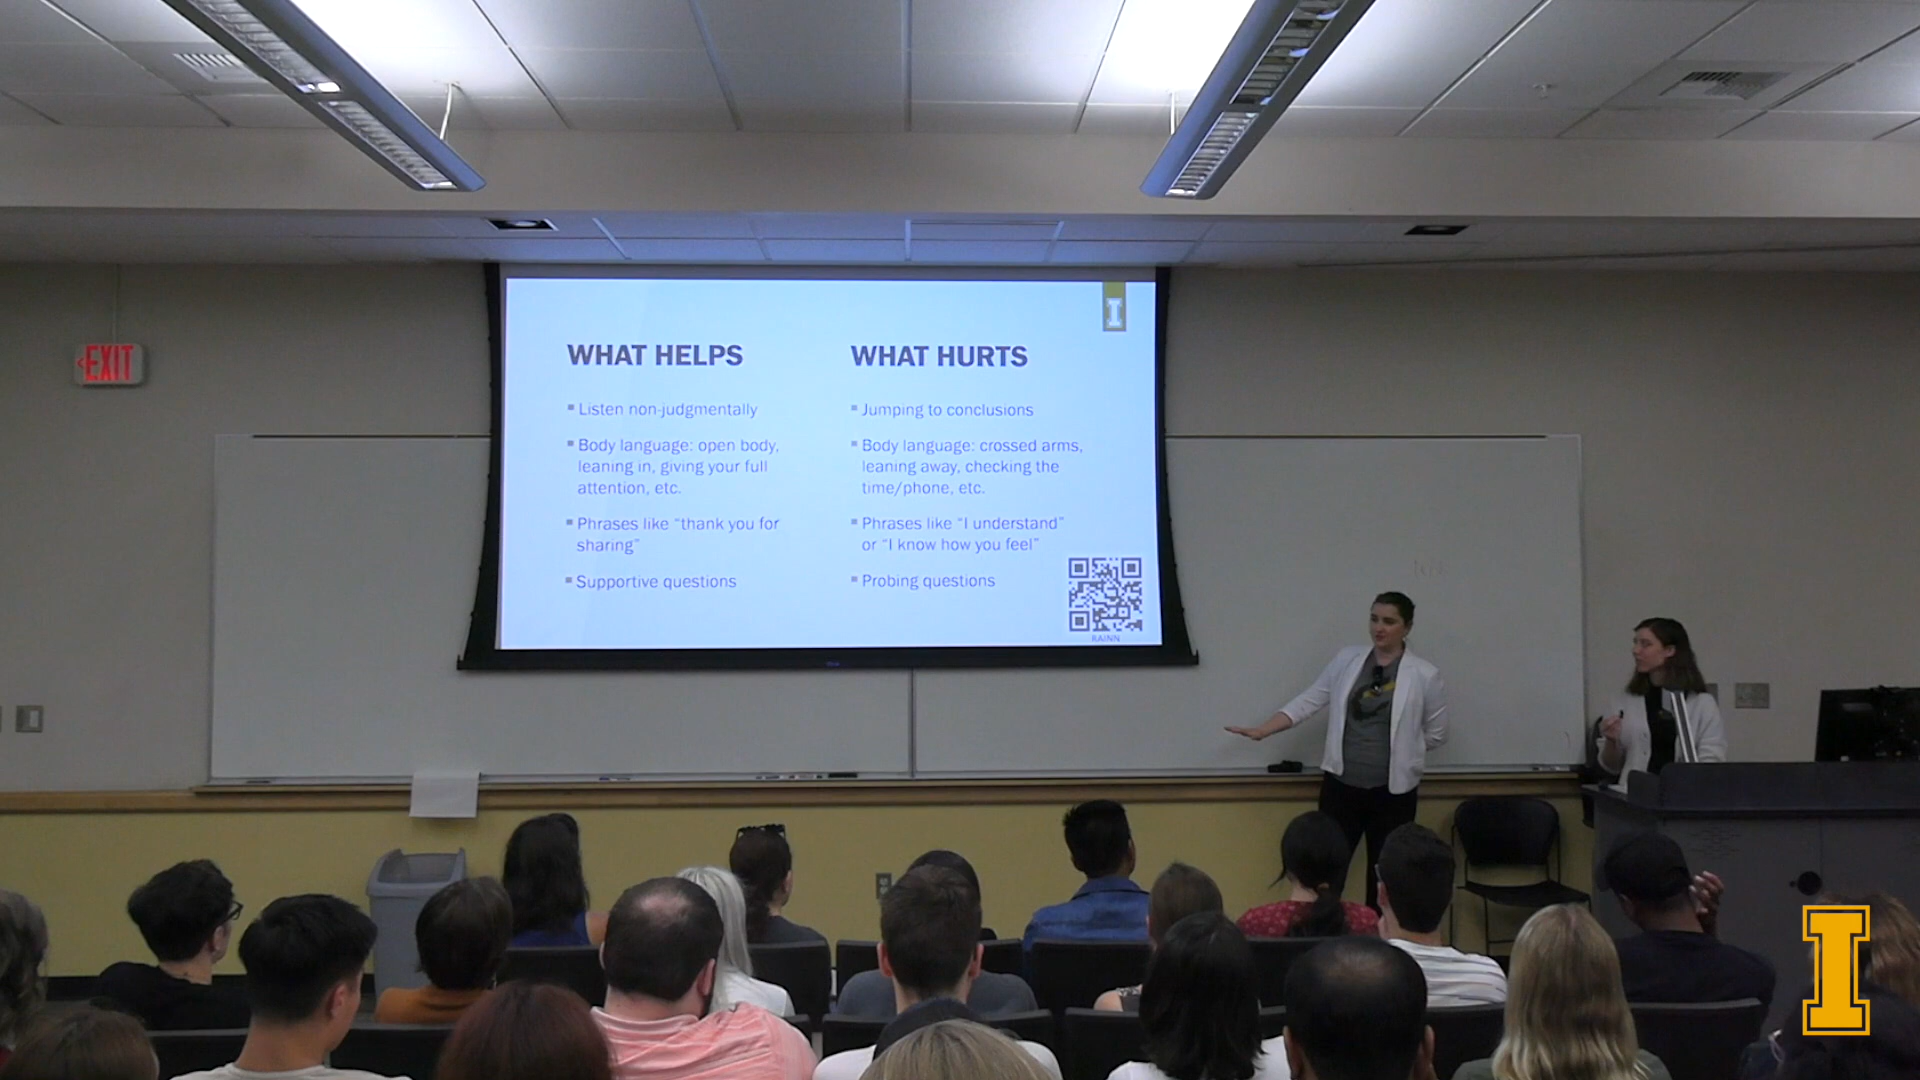 I
WHAT HELPS
▪ Listen non-judgmentally
▪ Body language: open body,
leaning in, giving your full
attention, etc.
▪ Phrases like “thank you for
sharing”
▪ Supportive questions
WHAT HURTS
▪ Jumping to conclusions
▪ Body language: crossed arms,
leaning away, checking the
time/phone, etc.
▪ Phrases like “I understand”
or “I know how you feel”
▪ Probing questions
RAINN
EXIT
I